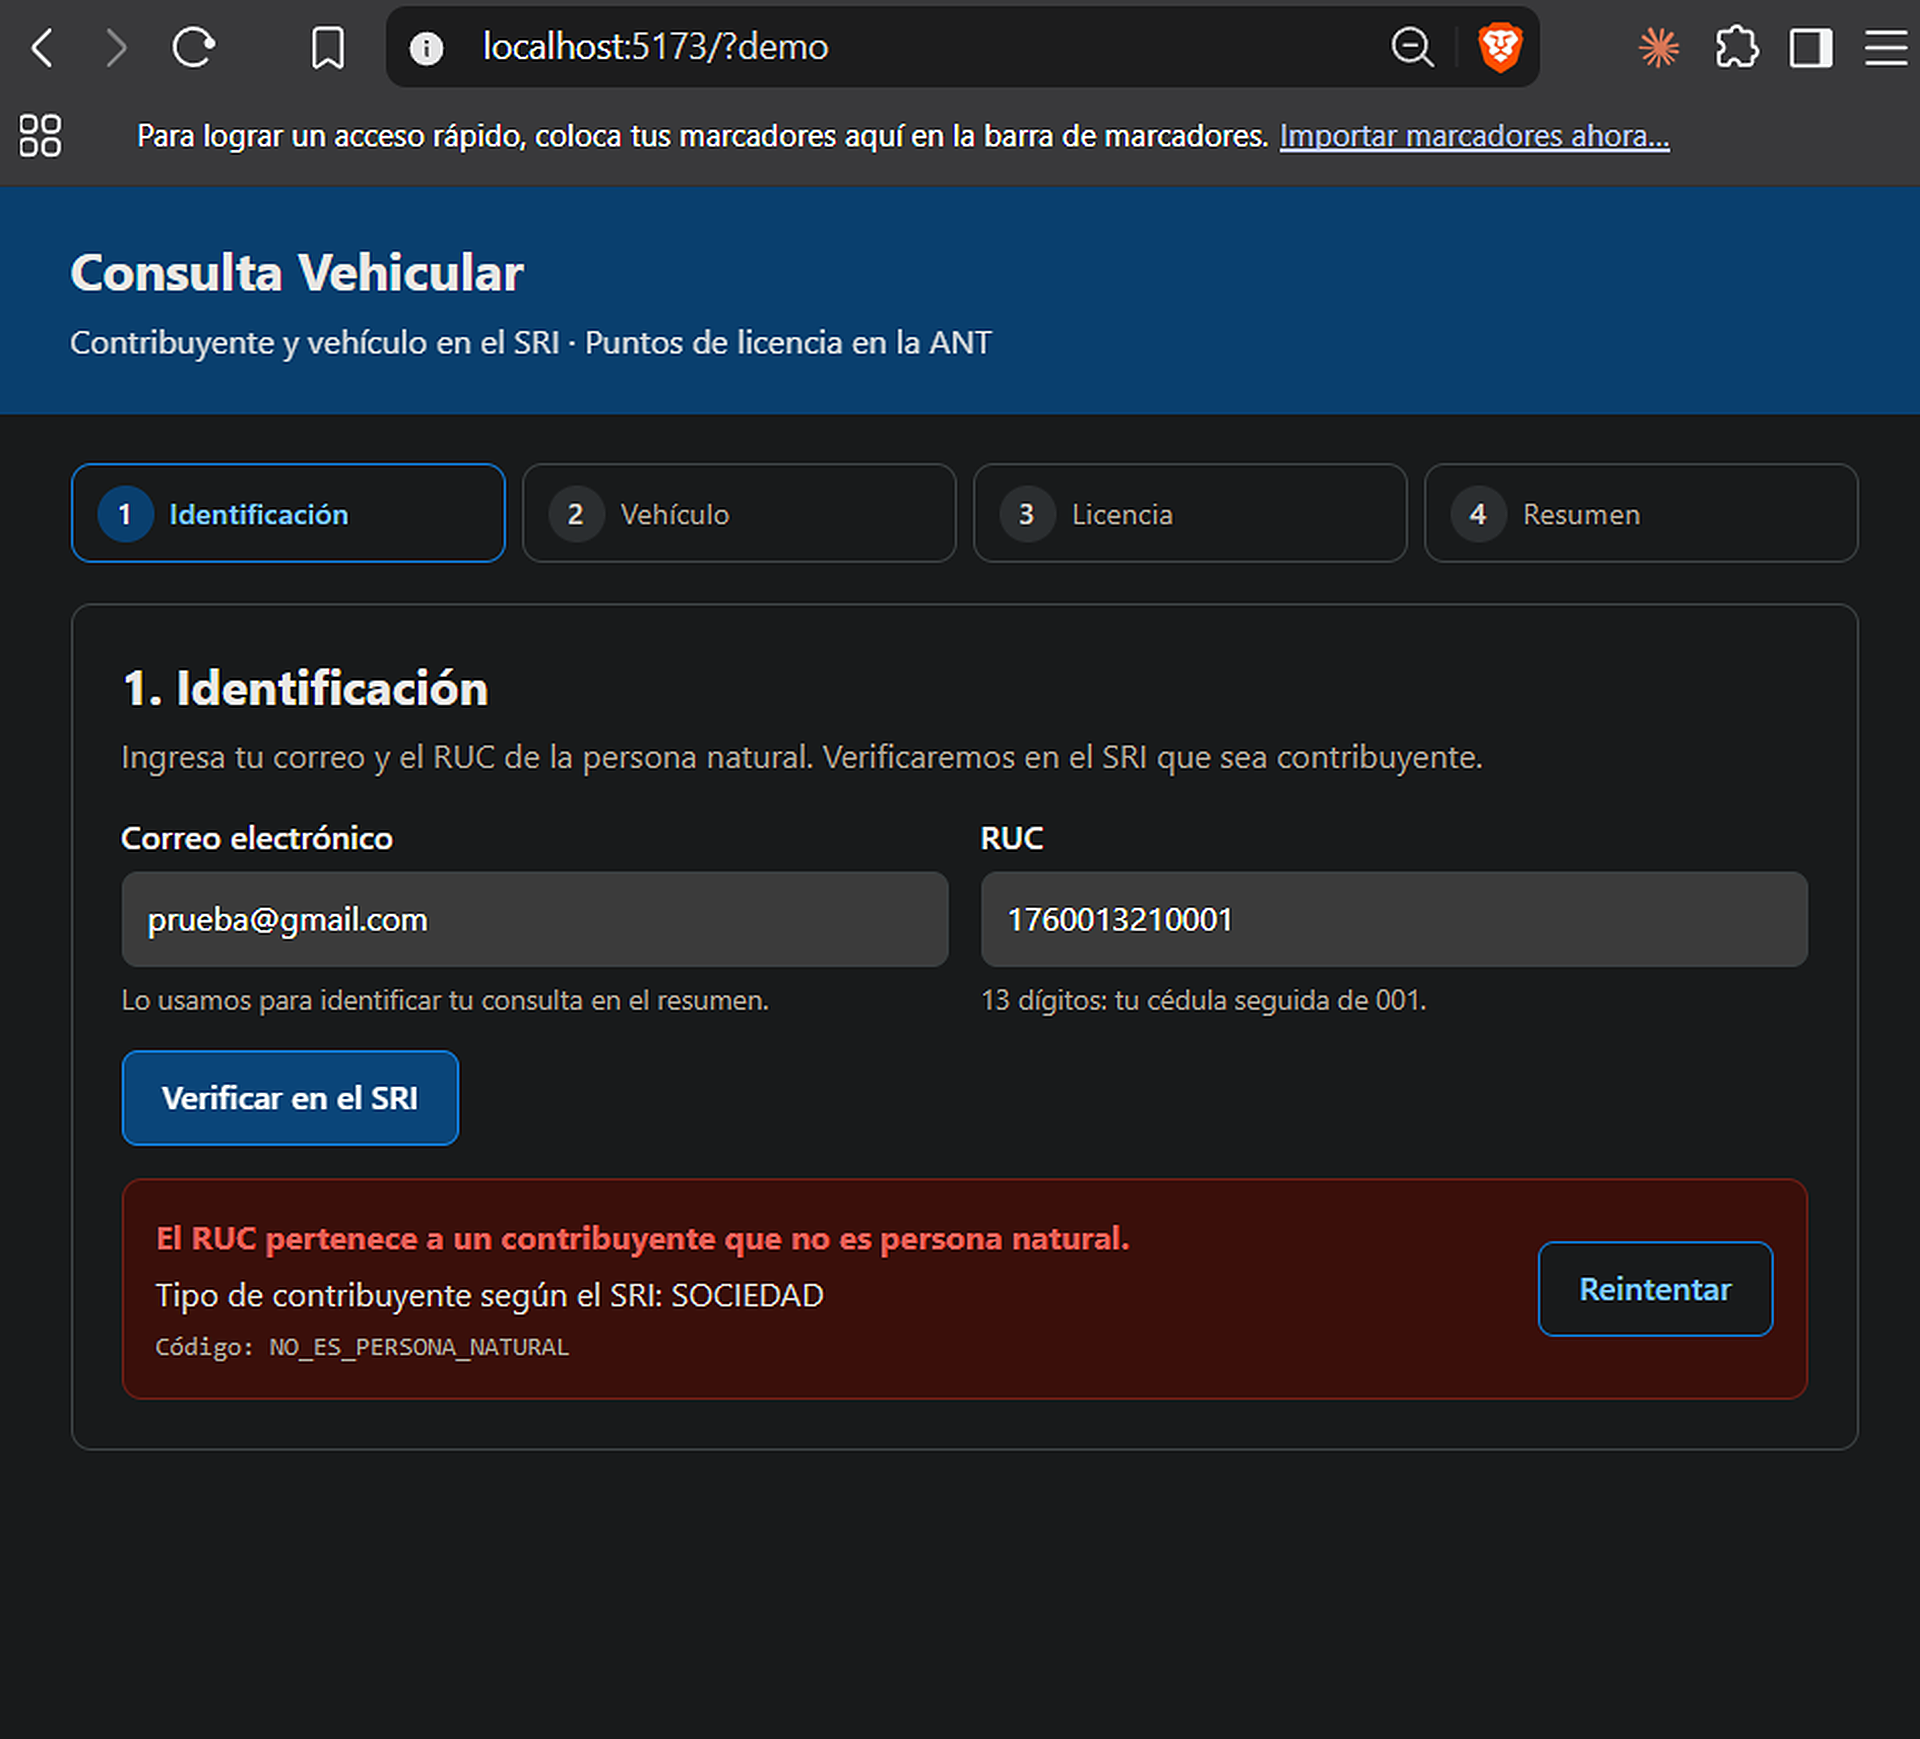 localhost:5173/?demo
Para lograr un acceso rápido, coloca tus marcadores aquí en la barra de marcadores. Importar marcadores ahora...
Consulta Vehicular
Contribuyente y vehículo en el SRI · Puntos de licencia en la ANT
1 Identificación
2 Vehículo
3 Licencia
4 Resumen
1. Identificación
Ingresa tu correo y el RUC de la persona natural. Verificaremos en el SRI que sea contribuyente.
Correo electrónico
RUC
prueba@gmail.com
1760013210001
Lo usamos para identificar tu consulta en el resumen.
13 dígitos: tu cédula seguida de 001.
Verificar en el SRI
El RUC pertenece a un contribuyente que no es persona natural.
Tipo de contribuyente según el SRI: SOCIEDAD
Código: NO_ES_PERSONA_NATURAL
Reintentar